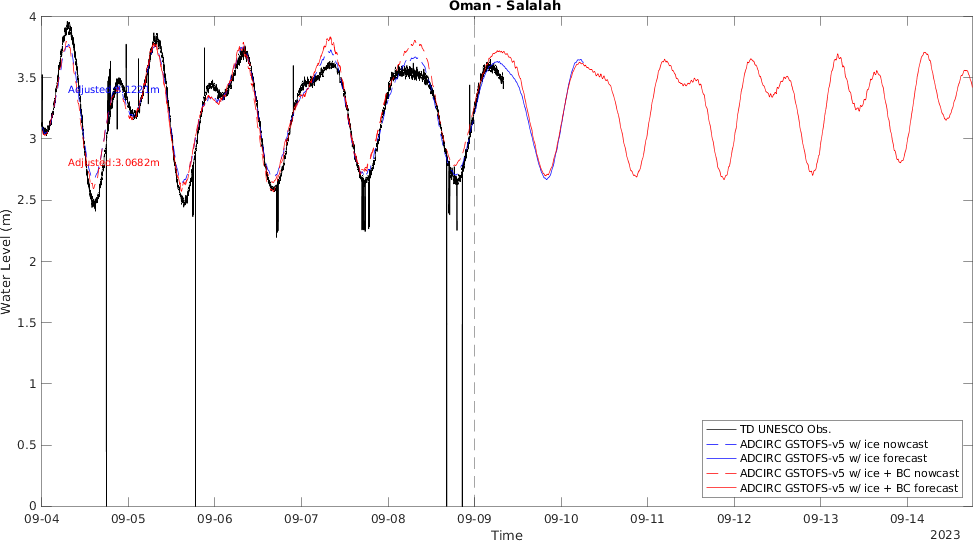 Oman - Salalah
Water Level (m)
4
3.5
3
2.5
2
1.5
1
0.5
0
Adjusted:3.1221m
Adjusted:3.0682m
TD UNESCO Obs.
ADCIRC GSTOFS-v5 w/ ice nowcast
ADCIRC GSTOFS-v5 w/ ice forecast
ADCIRC GSTOFS-v5 w/ ice + BC nowcast
ADCIRC GSTOFS-v5 w/ ice + BC forecast
09-04 09-05 09-06 09-07 09-08 09-09 09-10 09-11 09-12 09-13 09-14
Time
2023